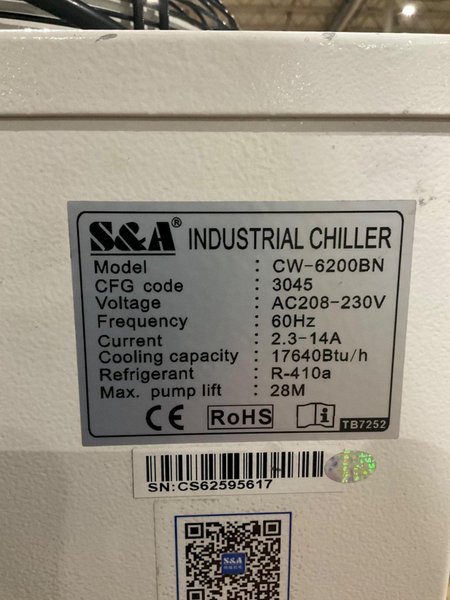 S&A® INDUSTRIAL CHILLER
Model : CW-6200BN
CFG code : 3045
Voltage : AC208-230V
Frequency : 60Hz
Current : 2.3-14A
Cooling capacity : 17640Btu/h
Refrigerant : R-410a
Max. pump lift : 28M
CE RoHS i TB7252
SN:CS62595617
S&A